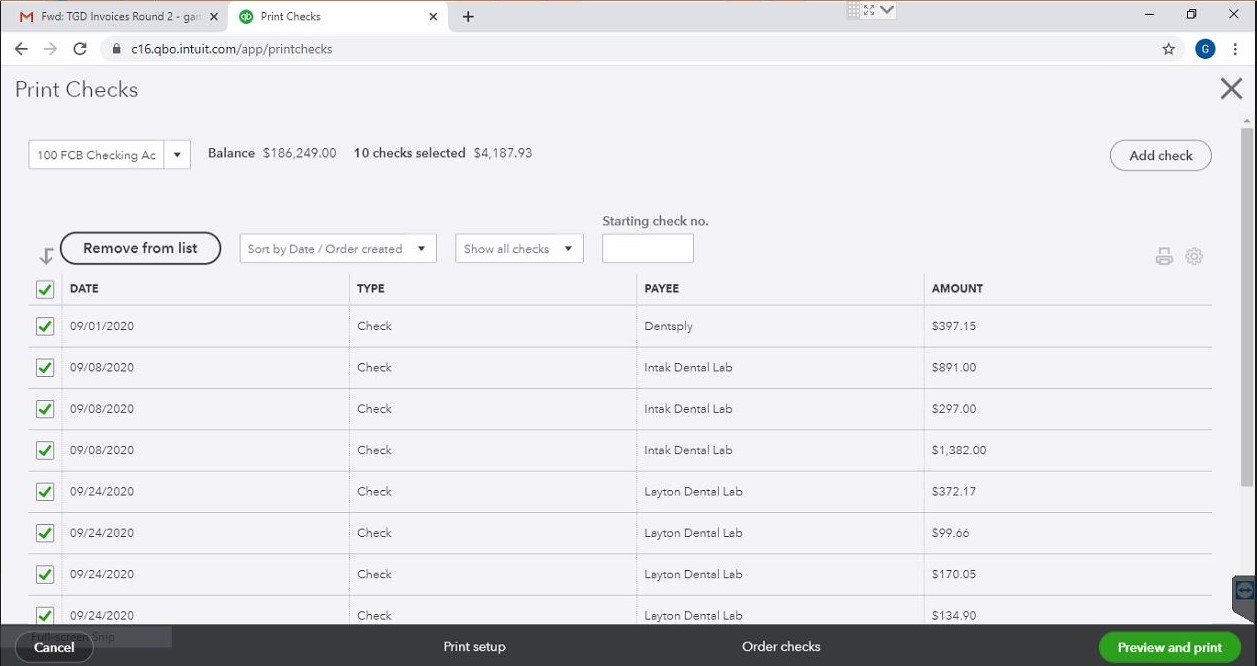 Fwd: TGD Invoices Round 2 - gan
Print Checks
c16.qbo.intuit.com/app/printchecks
G
Print Checks
100 FCB Checking Ac
Balance $186,249.00 10 checks selected $4,187.93
Add check
Starting check no.
Remove from list
Sort by Date / Order created
Show all checks
DATE TYPE PAYEE AMOUNT
09/01/2020 Check Dentsply $397.15
09/08/2020 Check Intak Dental Lab $891.00
09/08/2020 Check Intak Dental Lab $297.00
09/08/2020 Check Intak Dental Lab $1,382.00
09/24/2020 Check Layton Dental Lab $372.17
09/24/2020 Check Layton Dental Lab $99.66
09/24/2020 Check Layton Dental Lab $170.05
09/24/2020 Check Layton Dental Lab $134.90
Full-screen Snip
Cancel
Print setup
Order checks
Preview and print